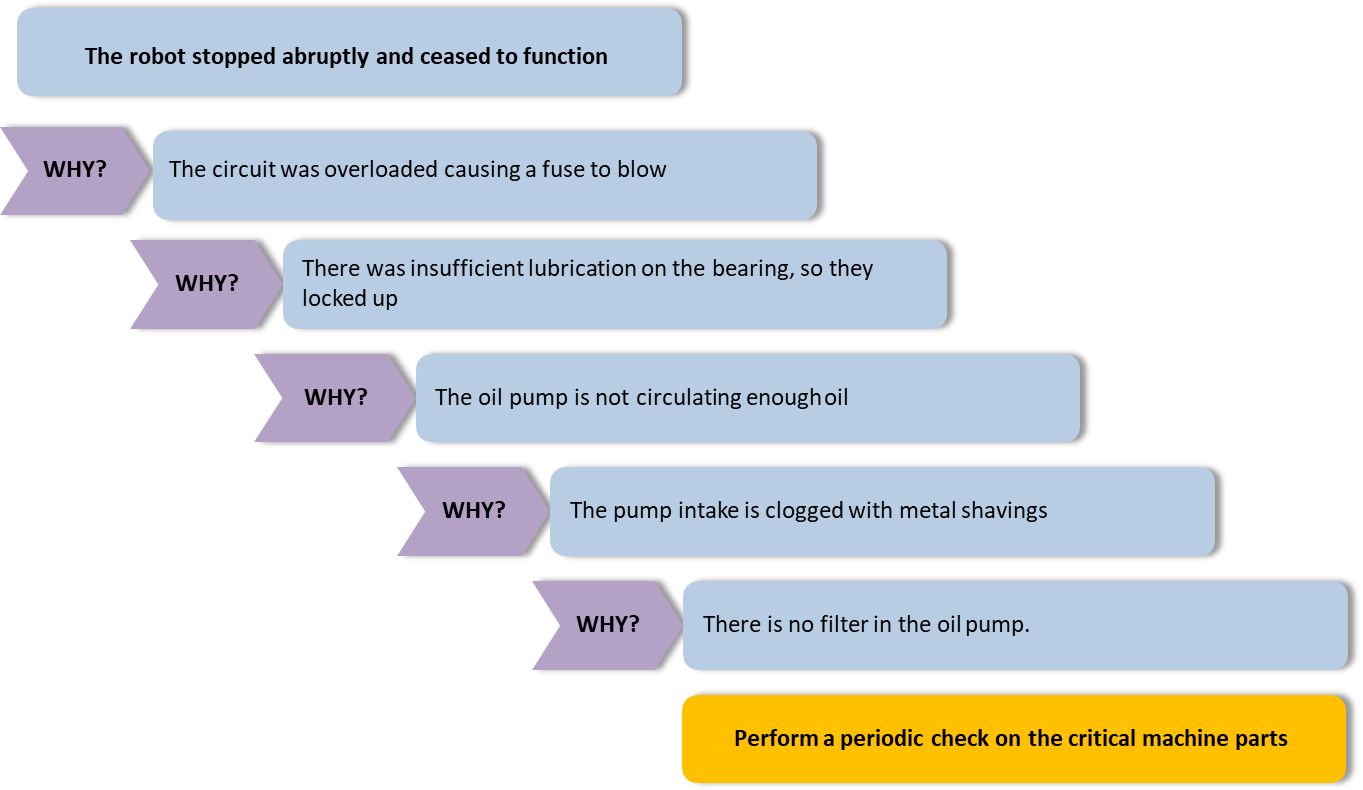 The robot stopped abruptly and ceased to function
WHY?
The circuit was overloaded causing a fuse to blow
WHY?
There was insufficient lubrication on the bearing, so they
locked up
WHY?
The oil pump is not circulating enough oil
WHY?
The pump intake is clogged with metal shavings
WHY?
There is no filter in the oil pump.
Perform a periodic check on the critical machine parts